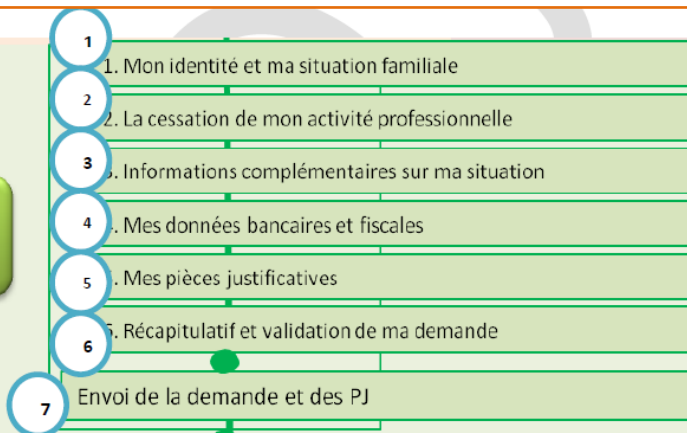 1
1. Mon identité et ma situation familiale
2
2. La cessation de mon activité professionnelle
3
3. Informations complémentaires sur ma situation
4
. Mes données bancaires et fiscales
5
. Mes pièces justificatives
6
. Récapitulatif et validation de ma demande
7
Envoi de la demande et des PJ